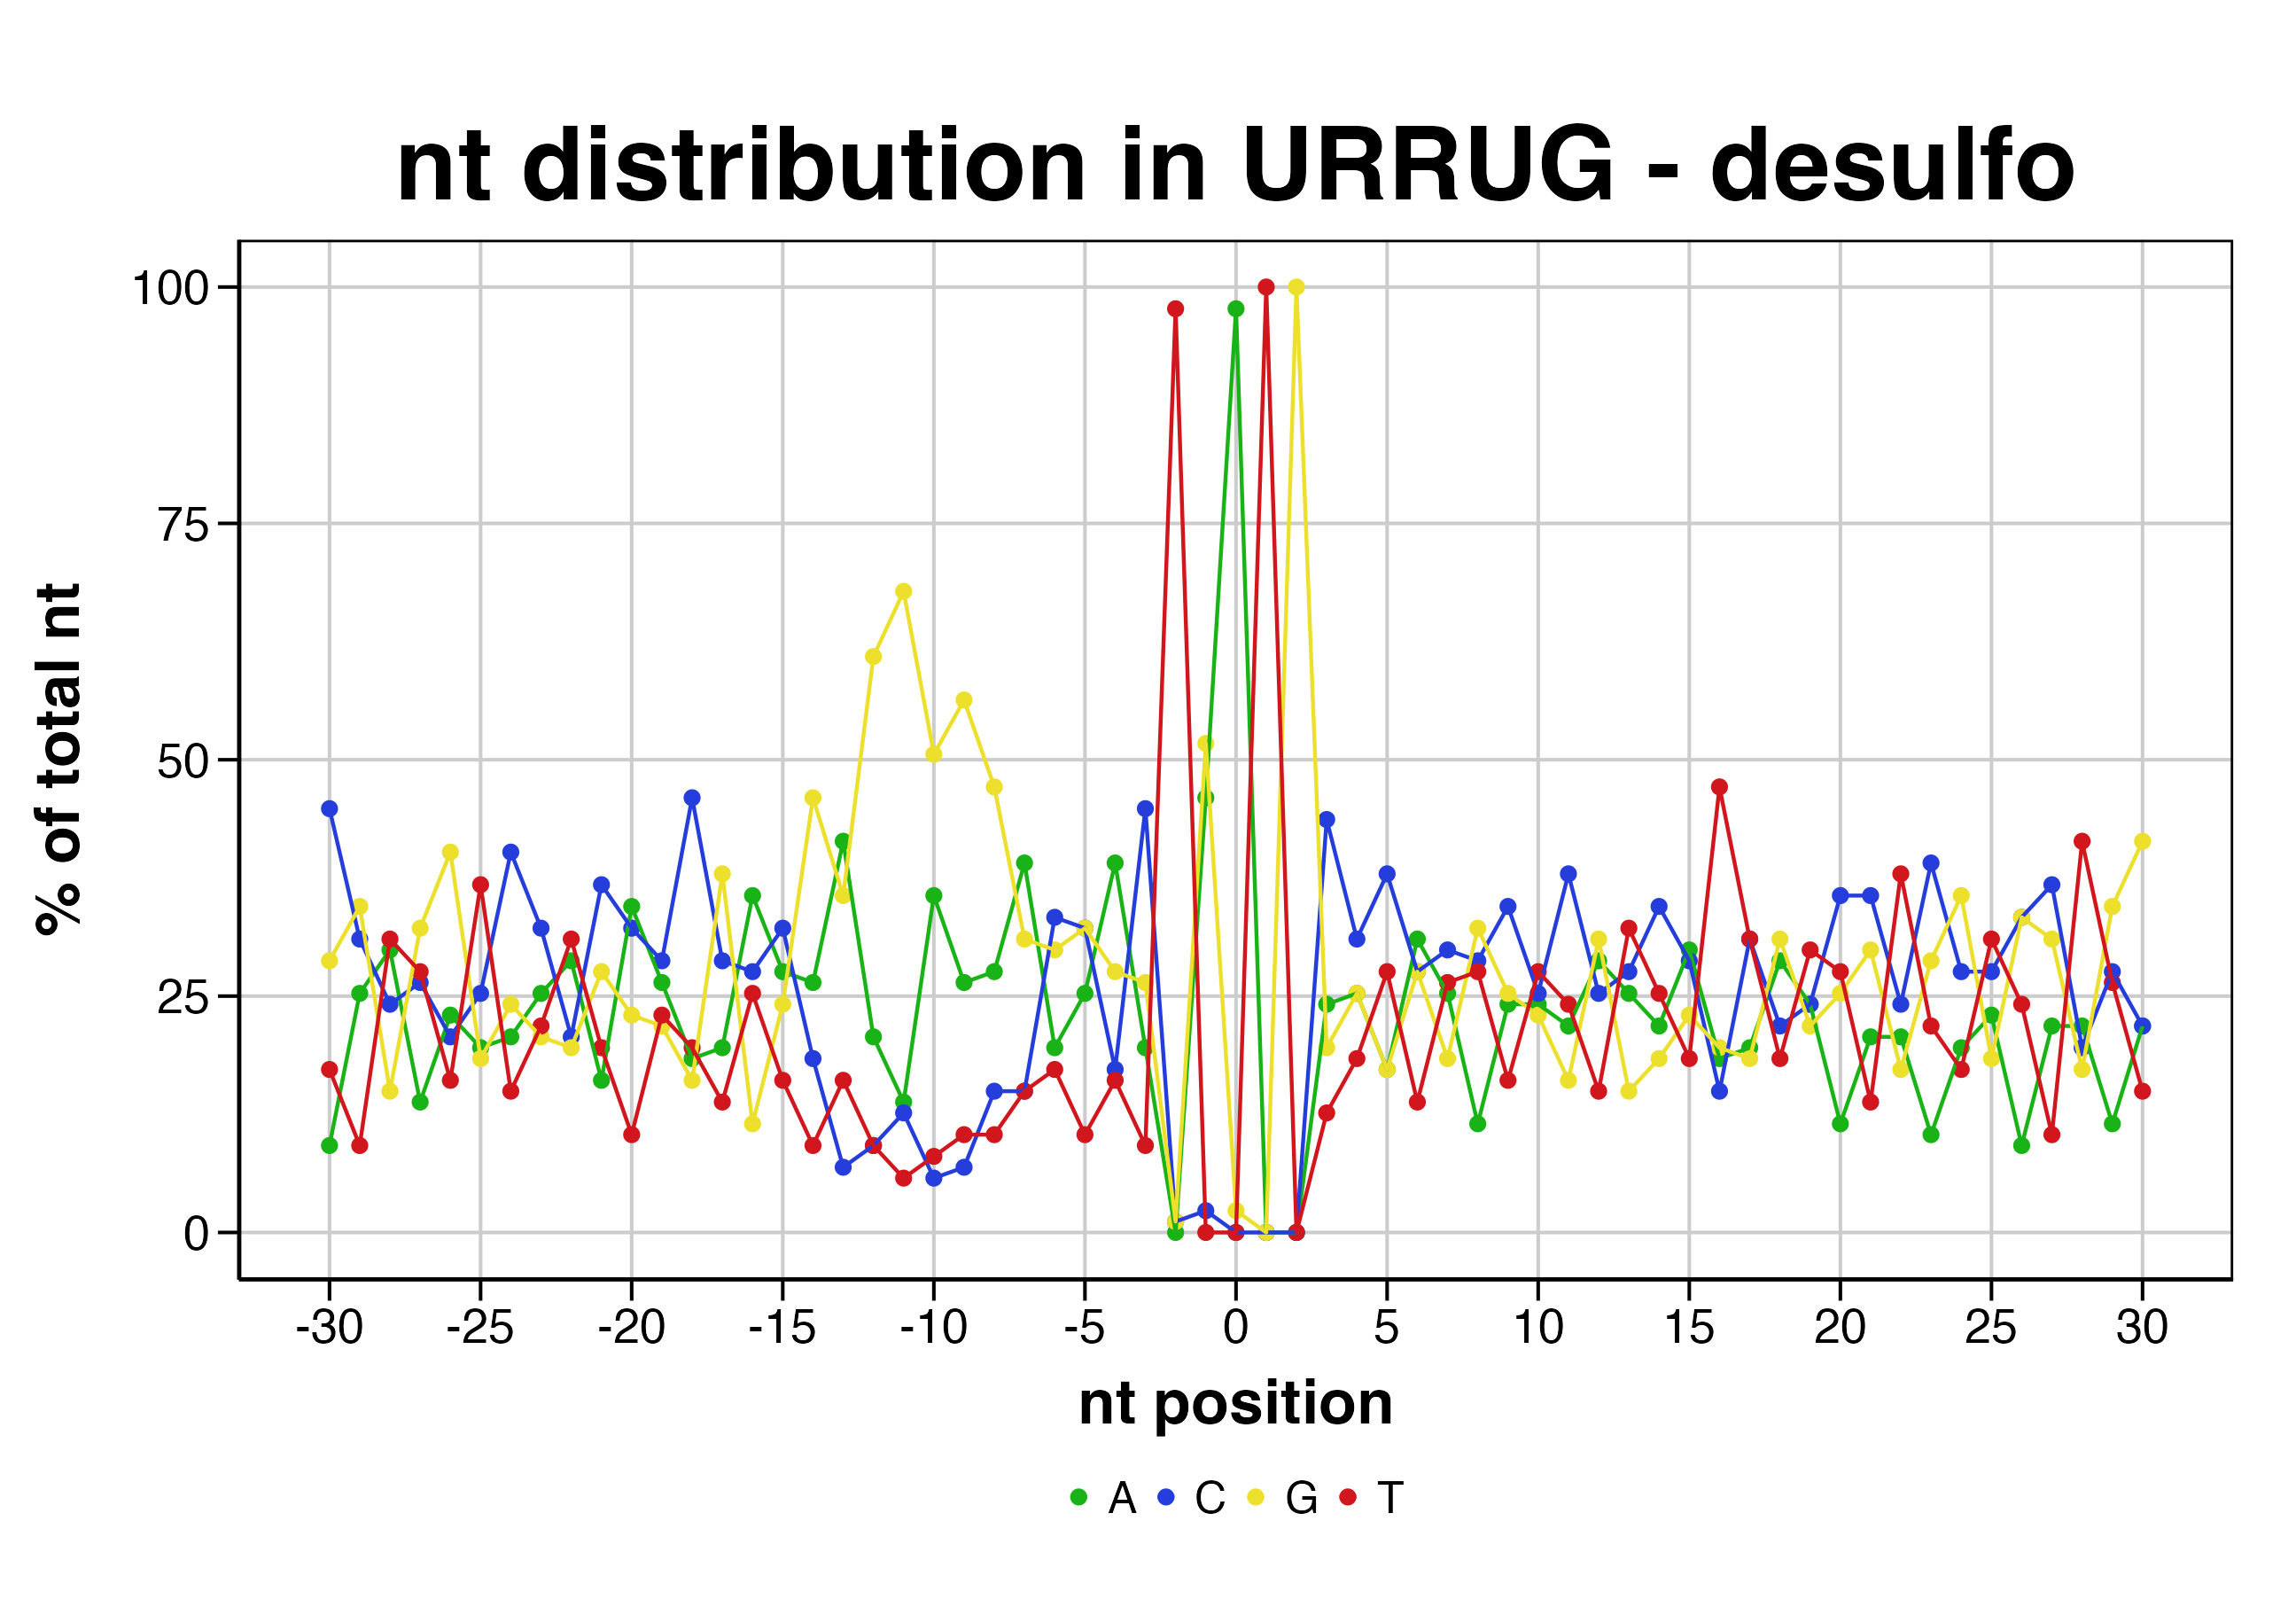 nt distribution in URRUG - desulfo
% of total nt
100
75
50
25
0
-30 -25 -20 -15 -10 -5 0 5 10 15 20 25 30
nt position
A C G T